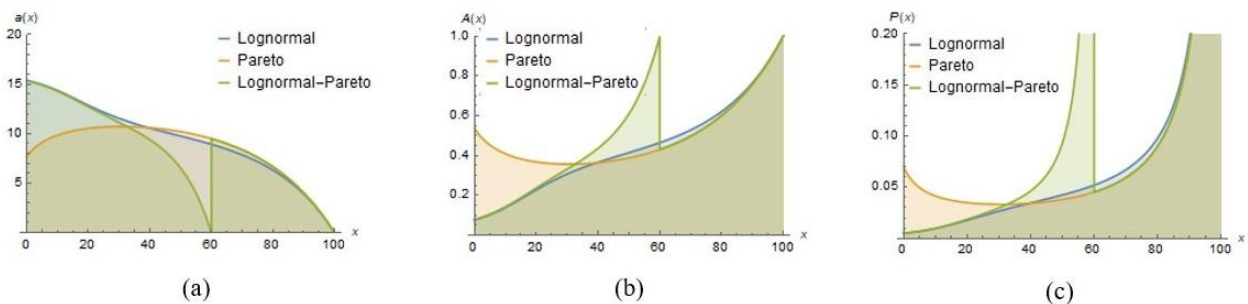 a(x)
20
15
10
5
0
20
40
60
80
100
x
Lognormal
Pareto
Lognormal–Pareto
(a)
A(x)
1.0
0.8
0.6
0.4
0.2
0
20
40
60
80
100
x
Lognormal
Pareto
Lognormal–Pareto
(b)
P(x)
0.20
0.15
0.10
0.05
0
20
40
60
80
100
x
Lognormal
Pareto
Lognormal–Pareto
(c)